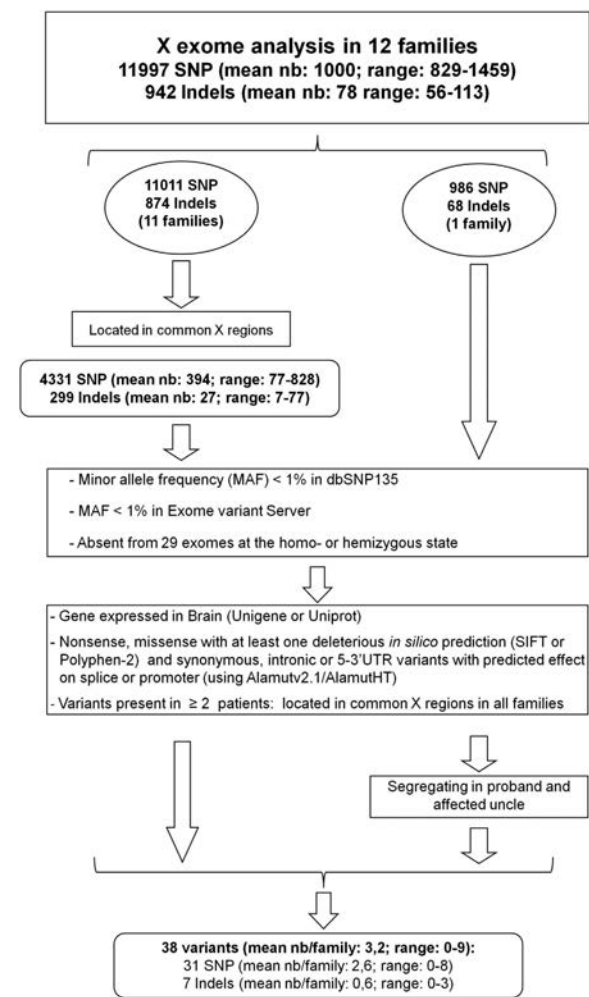 X exome analysis in 12 families
11997 SNP (mean nb: 1000; range: 829-1459)
942 Indels (mean nb: 78 range: 56-113)
11011 SNP
874 Indels
(11 families)
986 SNP
68 Indels
(1 family)
Located in common X regions
4331 SNP (mean nb: 394; range: 77-828)
299 Indels (mean nb: 27; range: 7-77)
- Minor allele frequency (MAF) < 1% in dbSNP135
- MAF < 1% in Exome variant Server
- Absent from 29 exomes at the homo- or hemizygous state
- Gene expressed in Brain (Unigene or Uniprot)
- Nonsense, missense with at least one deleterious in silico prediction (SIFT or
Polyphen-2) and synonymous, intronic or 5-3'UTR variants with predicted effect
on splice or promoter (using Alamutv2.1/AlamutHT)
- Variants present in ≥ 2 patients: located in common X regions in all families
Segregating in proband and
affected uncle
38 variants (mean nb/family: 3,2; range: 0-9):
31 SNP (mean nb/family: 2,6; range: 0-8)
7 Indels (mean nb/family: 0,6; range: 0-3)